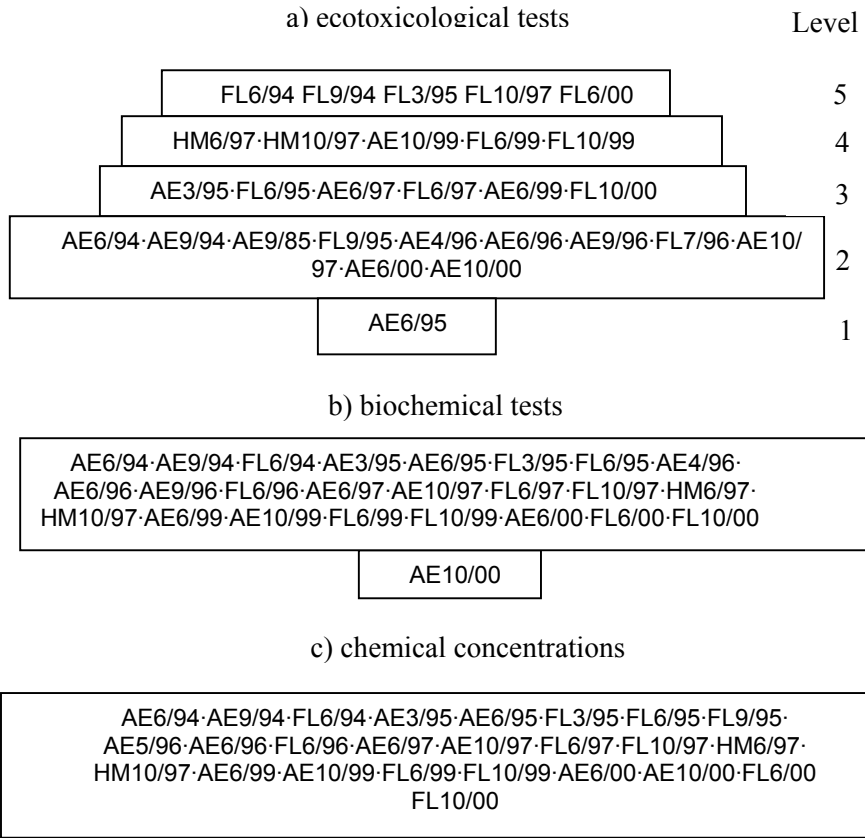 a) ecotoxicological tests Level
FL6/94 FL9/94 FL3/95 FL10/97 FL6/00 5
HM6/97·HM10/97·AE10/99·FL6/99·FL10/99 4
AE3/95·FL6/95·AE6/97·FL6/97·AE6/99·FL10/00 3
AE6/94·AE9/94·AE9/85·FL9/95·AE4/96·AE6/96·AE9/96·FL7/96·AE10/
97·AE6/00·AE10/00 2
AE6/95 1
b) biochemical tests
AE6/94·AE9/94·FL6/94·AE3/95·AE6/95·FL3/95·FL6/95·AE4/96·
AE6/96·AE9/96·FL6/96·AE6/97·AE10/97·FL6/97·FL10/97·HM6/97·
HM10/97·AE6/99·AE10/99·FL6/99·FL10/99·AE6/00·FL6/00·FL10/00
AE10/00
c) chemical concentrations
AE6/94·AE9/94·FL6/94·AE3/95·AE6/95·FL3/95·FL6/95·FL9/95·
AE5/96·AE6/96·FL6/96·AE6/97·AE10/97·FL6/97·FL10/97·HM6/97·
HM10/97·AE6/99·AE10/99·FL6/99·FL10/99·AE6/00·AE10/00·FL6/00
FL10/00